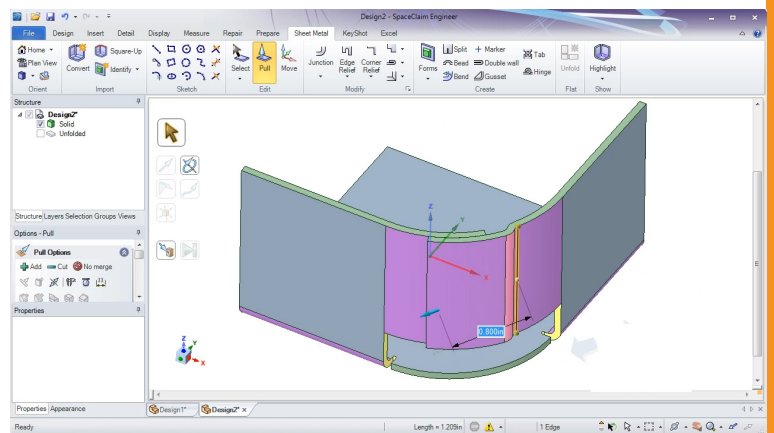 Design2 - SpaceClaim Engineer
File Design Insert Detail Display Measure Repair Prepare Sheet Metal KeyShot Excel
Home Square-Up
Plan View Convert Identify
Select Pull Move
Junction Edge Relief Corner Relief
Forms Split Marker Tab
Bead Double wall
Bend Gusset Hinge
Unfold Highlight
Orient Import Sketch Edit Modify Create Flat Show
Structure
Design2*
Solid
Unfolded
Structure Layers Selection Groups Views
Options - Pull
Pull Options
Add Cut No merge
Properties
Z
Y
X
0.800in
Z
Y
X
Properties Appearance
Design1* Design2* x
Ready Length = 1.209in 1 Edge